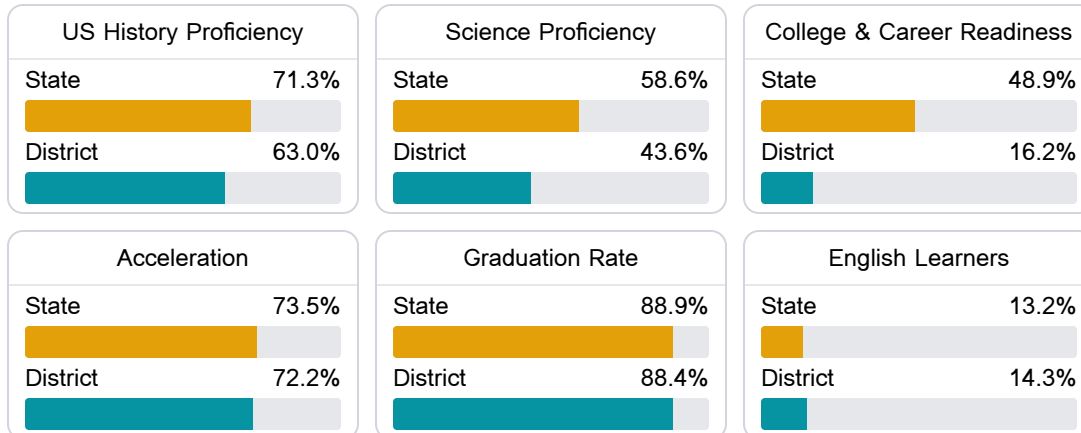 US History Proficiency
State 71.3%
District 63.0%
Science Proficiency
State 58.6%
District 43.6%
College & Career Readiness
State 48.9%
District 16.2%
Acceleration
State 73.5%
District 72.2%
Graduation Rate
State 88.9%
District 88.4%
English Learners
State 13.2%
District 14.3%